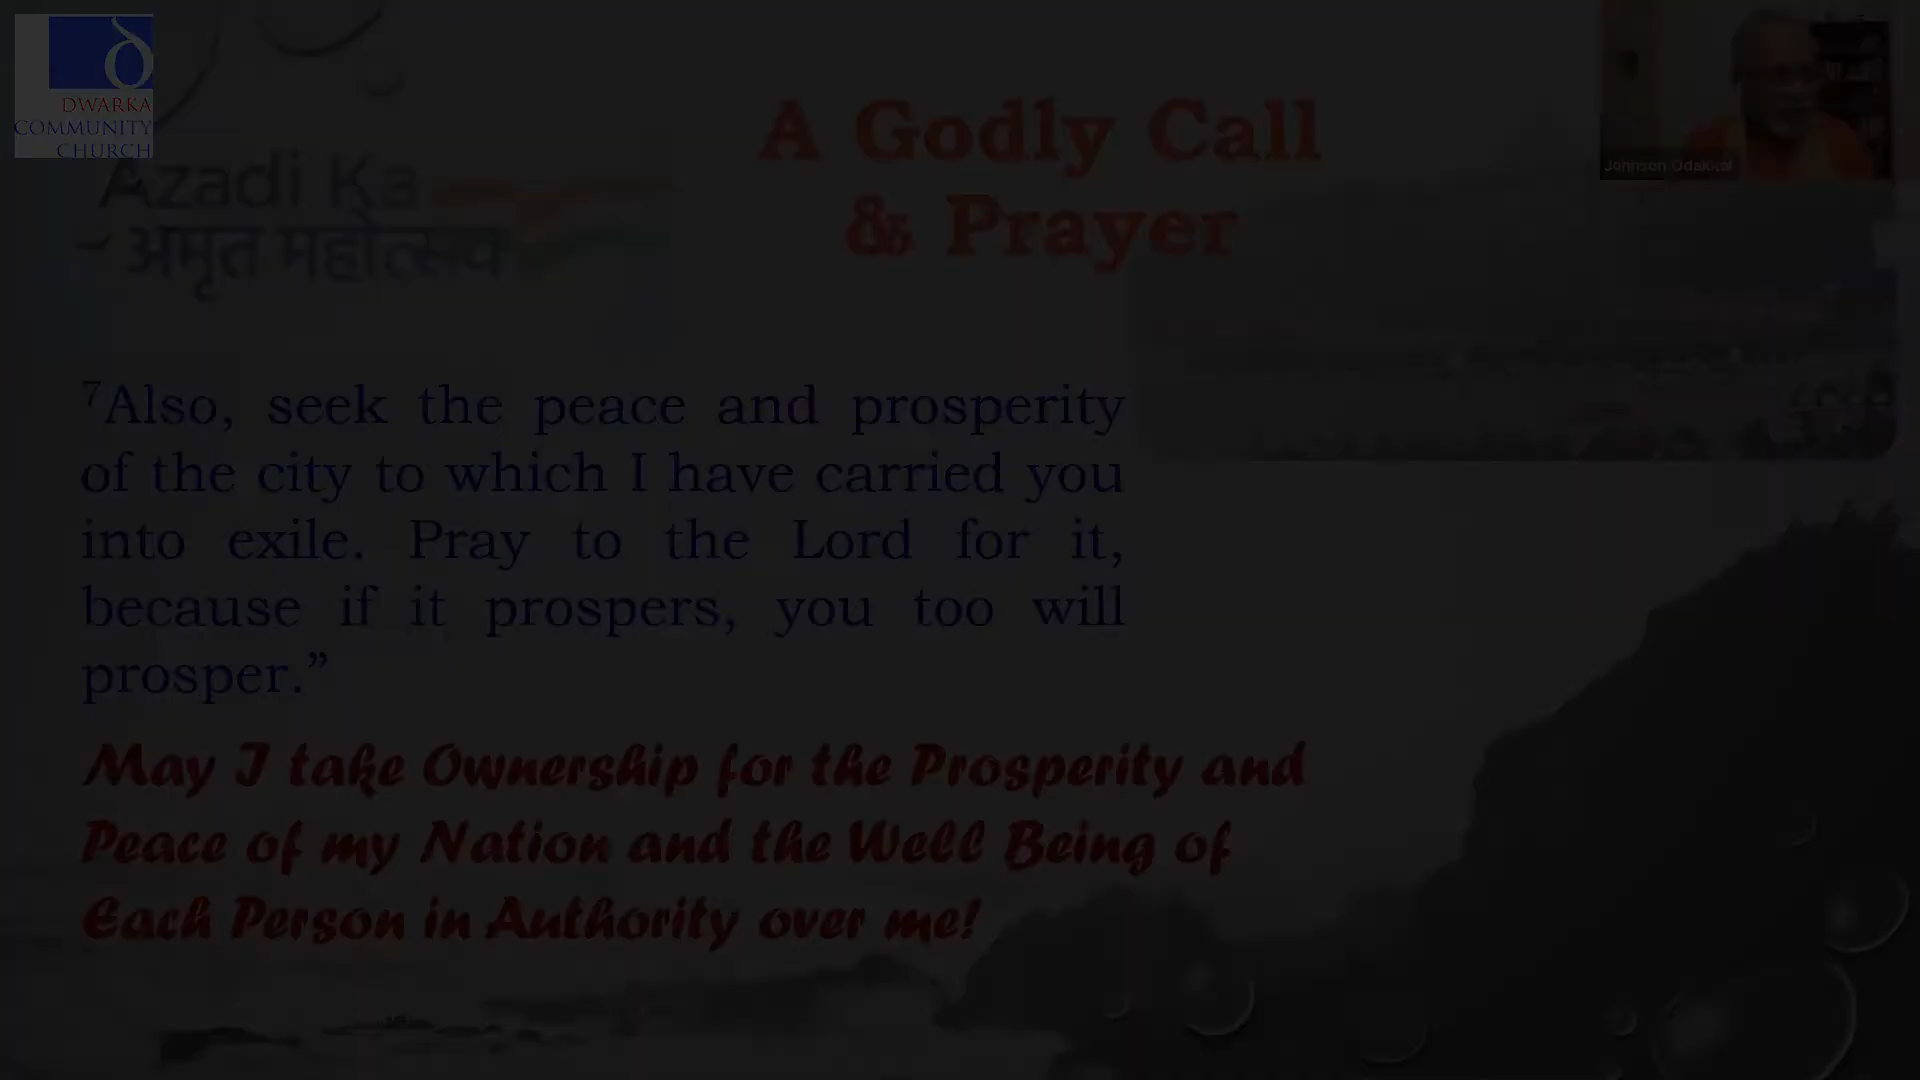 DWARKA
COMMUNITY
CHURCH
A Godly Call
& Prayer
Johnson Odakkal
Azadi Ka
अमृत महोत्सव
⁷Also, seek the peace and prosperity
of the city to which I have carried you
into exile. Pray to the Lord for it,
because if it prospers, you too will
prosper.”
May I take Ownership for the Prosperity and
Peace of my Nation and the Well Being of
Each Person in Authority over me!